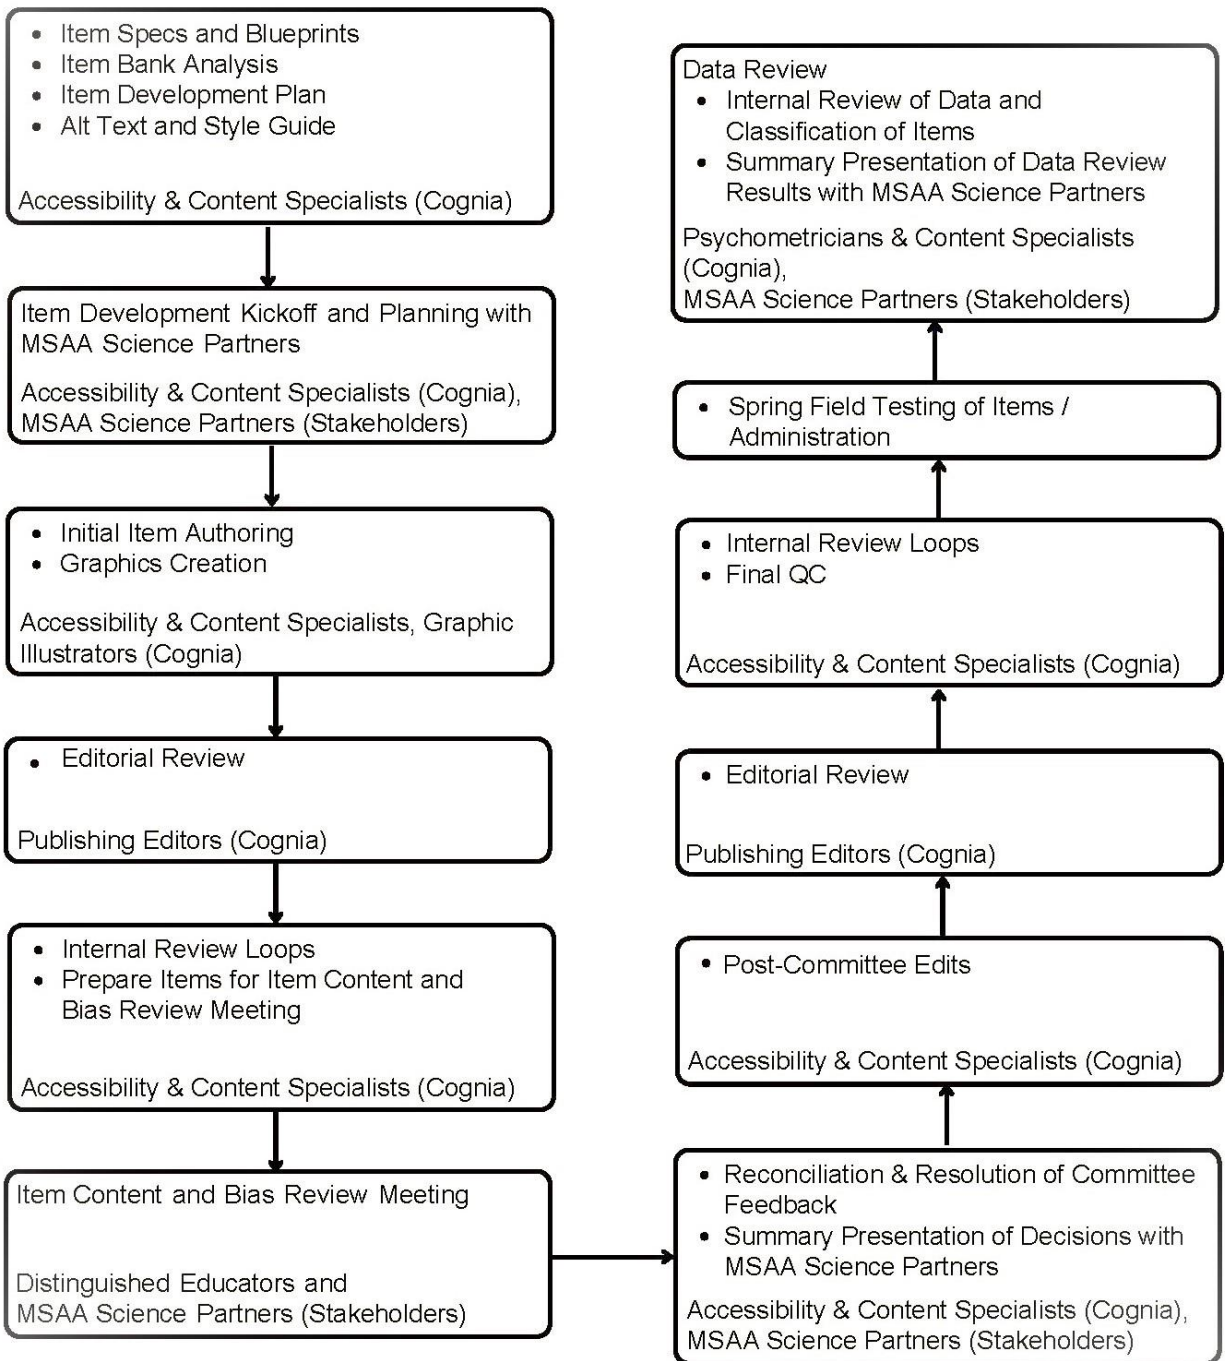 • Item Specs and Blueprints
• Item Bank Analysis
• Item Development Plan
• Alt Text and Style Guide
Accessibility & Content Specialists (Cognia)
Item Development Kickoff and Planning with
MSAA Science Partners
Accessibility & Content Specialists (Cognia),
MSAA Science Partners (Stakeholders)
• Initial Item Authoring
• Graphics Creation
Accessibility & Content Specialists, Graphic
Illustrators (Cognia)
• Editorial Review
Publishing Editors (Cognia)
• Internal Review Loops
• Prepare Items for Item Content and
Bias Review Meeting
Accessibility & Content Specialists (Cognia)
Item Content and Bias Review Meeting
Distinguished Educators and
MSAA Science Partners (Stakeholders)
• Reconciliation & Resolution of Committee
Feedback
• Summary Presentation of Decisions with
MSAA Science Partners
Accessibility & Content Specialists (Cognia),
MSAA Science Partners (Stakeholders)
• Post-Committee Edits
Accessibility & Content Specialists (Cognia)
• Editorial Review
Publishing Editors (Cognia)
• Internal Review Loops
• Final QC
Accessibility & Content Specialists (Cognia)
• Spring Field Testing of Items /
Administration
Data Review
• Internal Review of Data and
Classification of Items
• Summary Presentation of Data Review
Results with MSAA Science Partners
Psychometricians & Content Specialists
(Cognia),
MSAA Science Partners (Stakeholders)